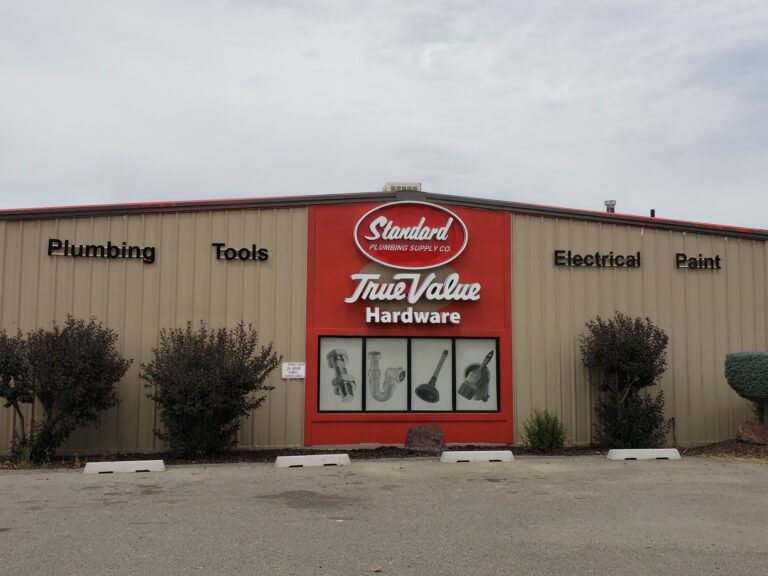 Plumbing
Tools
Standard
PLUMBING SUPPLY CO.
True Value
Hardware
Electrical
Paint